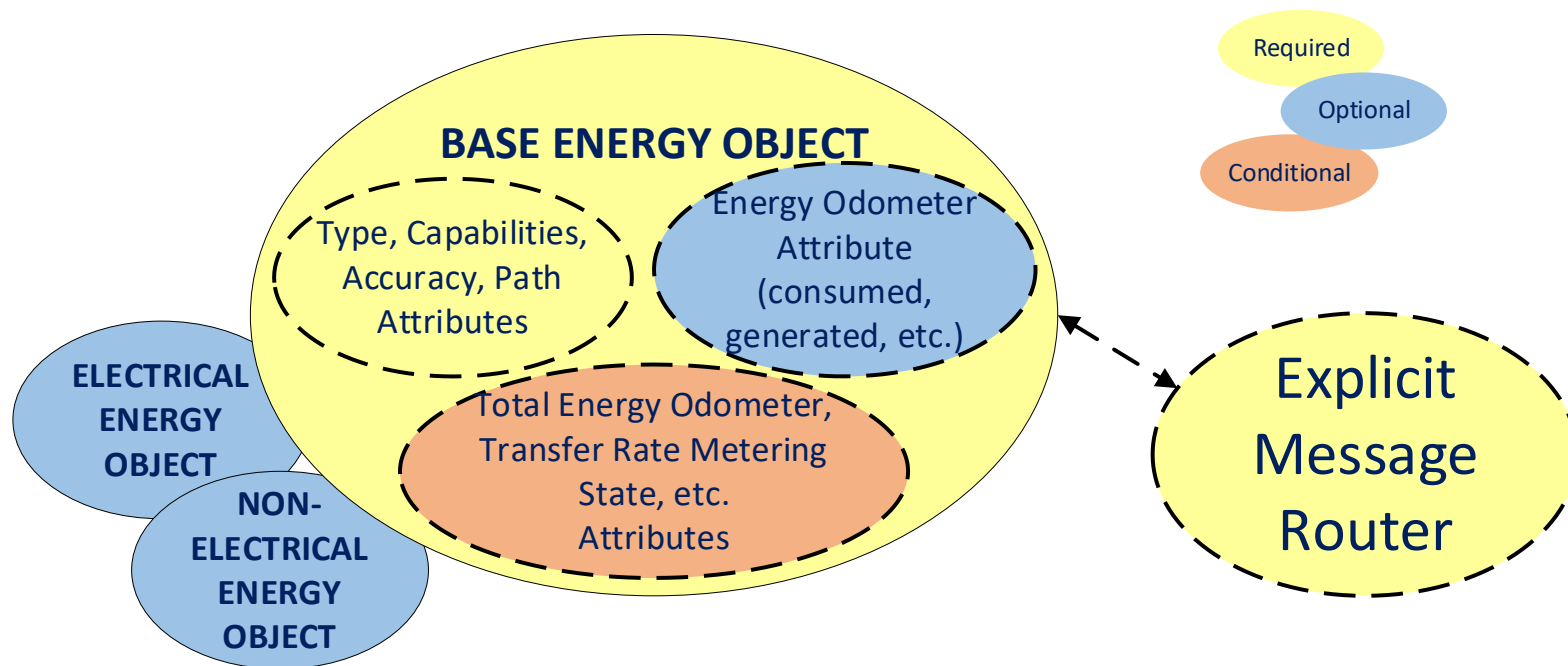 Required
Optional
Conditional
BASE ENERGY OBJECT
Type, Capabilities,
Accuracy, Path
Attributes
Energy Odometer
Attribute
(consumed,
generated, etc.)
Total Energy Odometer,
Transfer Rate Metering
State, etc.
Attributes
ELECTRICAL
ENERGY
OBJECT
NON-
ELECTRICAL
ENERGY
OBJECT
Explicit
Message
Router